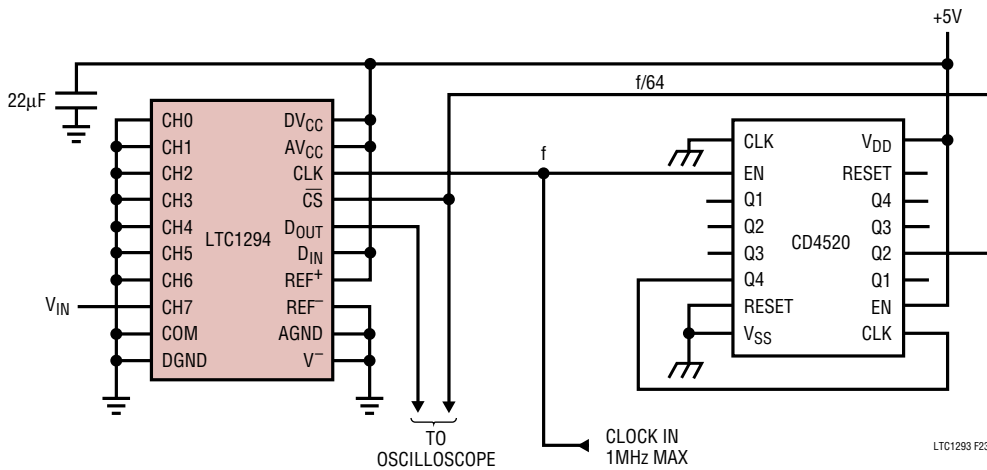 +5V
22µF
f/64
CH0
CH1
CH2
CH3
CH4
CH5
CH6
CH7
COM
DGND
LTC1294
DVCC
AVCC
CLK
CS
DOUT
DIN
REF+
REF–
AGND
V–
VIN
f
CLK
EN
Q1
Q2
Q3
Q4
RESET
VSS
CD4520
VDD
RESET
Q4
Q3
Q2
Q1
EN
CLK
TO
OSCILLOSCOPE
CLOCK IN
1MHz MAX
LTC1293 F23